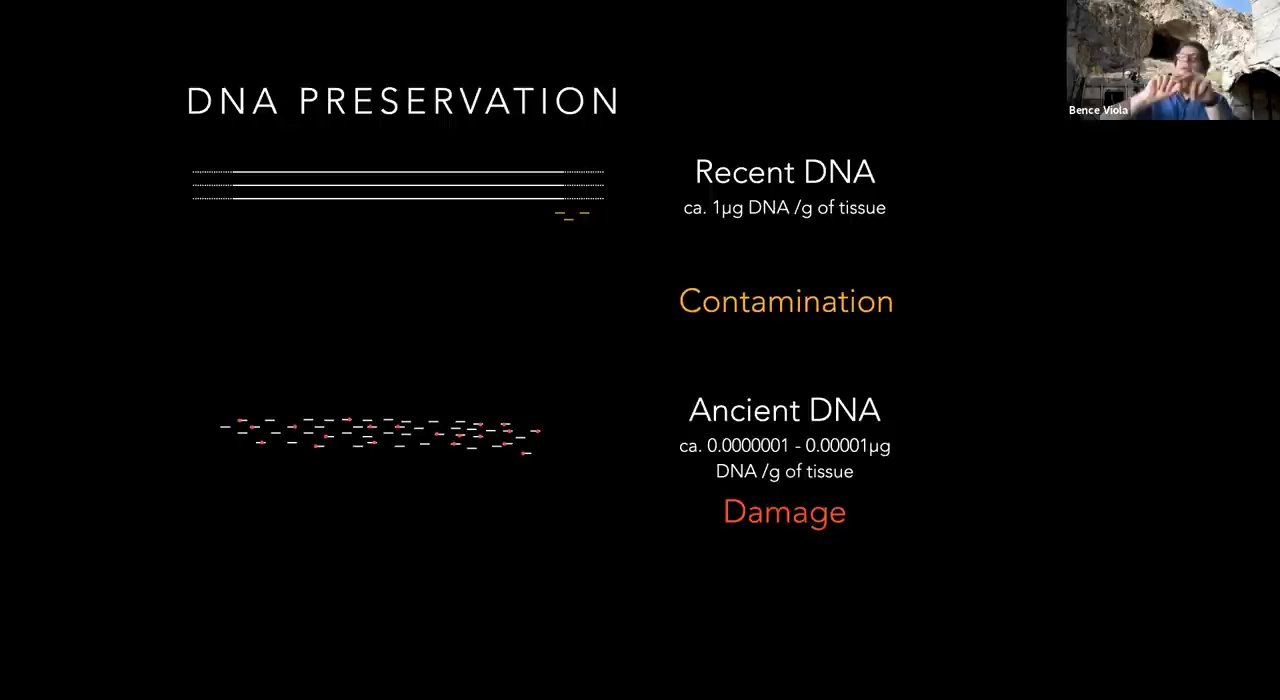 DNA PRESERVATION
Bence Viola
Recent DNA
ca. 1µg DNA /g of tissue
Contamination
Ancient DNA
ca. 0.0000001 - 0.00001µg
DNA /g of tissue
Damage